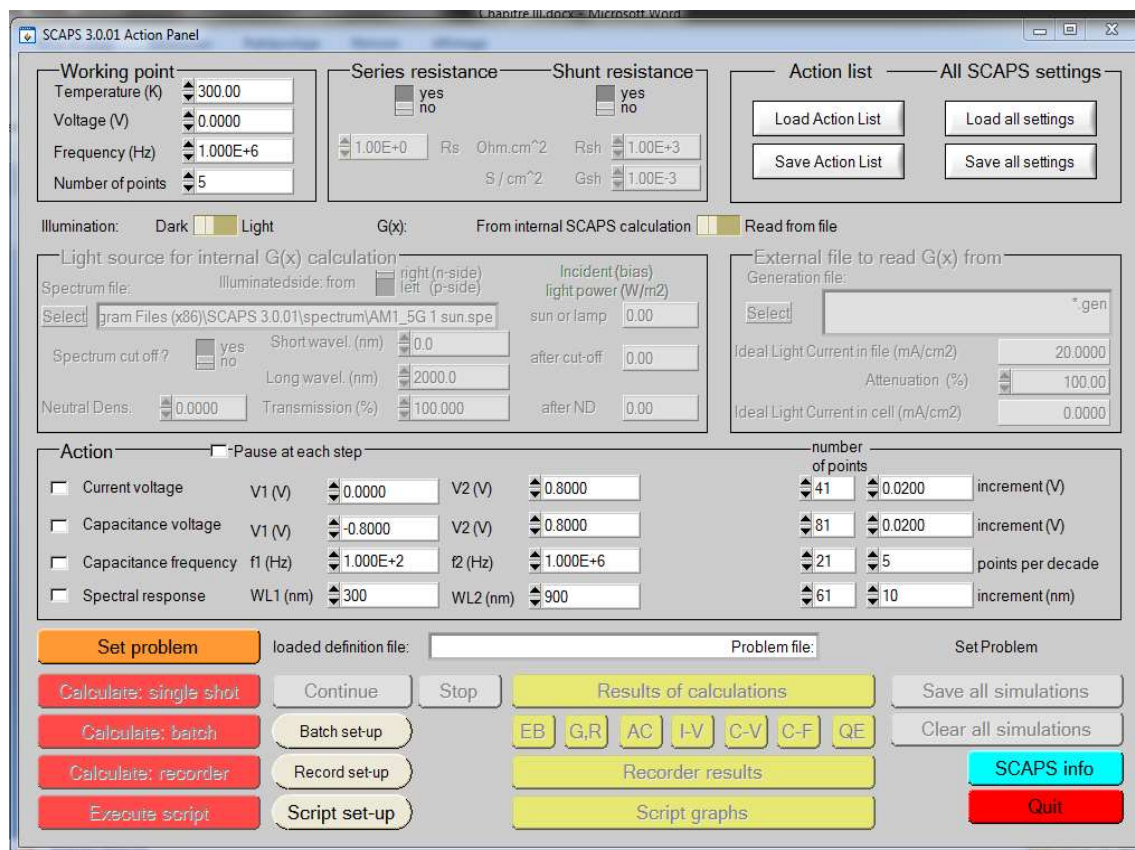 Chapitre III.docx - Microsoft Word
SCAPS 3.0.01 Action Panel
Working point
Temperature (K) 300.00
Voltage (V) 0.0000
Frequency (Hz) 1.000E+6
Number of points 5
Series resistance Shunt resistance
yes yes
no no
1.00E+0 Rs Ohm.cm^2 Rsh 1.00E+3
S / cm^2 Gsh 1.00E-3
Action list All SCAPS settings
Load Action List Load all settings
Save Action List Save all settings
Illumination: Dark Light G(x): From internal SCAPS calculation Read from file
Light source for internal G(x) calculation
Spectrum file: Illuminatedside: from right (n-side)
left (p-side)
Incident (bias)
light power (W/m2)
Select gram Files (x86)\SCAPS 3.0.01\spectrum\AM1_5G 1 sun.spe sun or lamp 0.00
Spectrum cut off ? yes
no
Short wavel. (nm) 0.0
after cut-off 0.00
Long wavel. (nm) 2000.0
Neutral Dens. 0.0000 Transmission (%) 100.000 after ND 0.00
External file to read G(x) from
Generation file:
Select *.gen
Ideal Light Current in file (mA/cm2) 20.0000
Attenuation (%) 100.00
Ideal Light Current in cell (mA/cm2) 0.0000
Action Pause at each step number
of points
Current voltage V1 (V) 0.0000 V2 (V) 0.8000 41 0.0200 increment (V)
Capacitance voltage V1 (V) -0.8000 V2 (V) 0.8000 81 0.0200 increment (V)
Capacitance frequency f1 (Hz) 1.000E+2 f2 (Hz) 1.000E+6 21 5 points per decade
Spectral response WL1 (nm) 300 WL2 (nm) 900 61 10 increment (nm)
Set problem loaded definition file: Problem file: Set Problem
Calculate: single shot Continue Stop Results of calculations Save all simulations
Calculate: batch Batch set-up EB G,R AC I-V C-V C-F QE Clear all simulations
Calculate: recorder Record set-up Recorder results SCAPS info
Execute script Script set-up Script graphs Quit